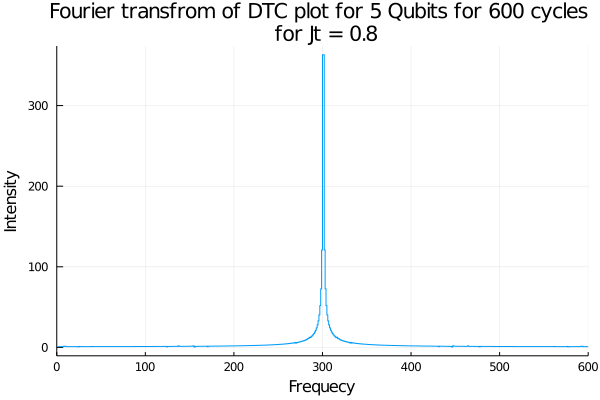 Fourier transfrom of DTC plot for 5 Qubits for 600 cycles
for Jt = 0.8
300
200
100
0
Intensity
0 100 200 300 400 500 600
Frequecy